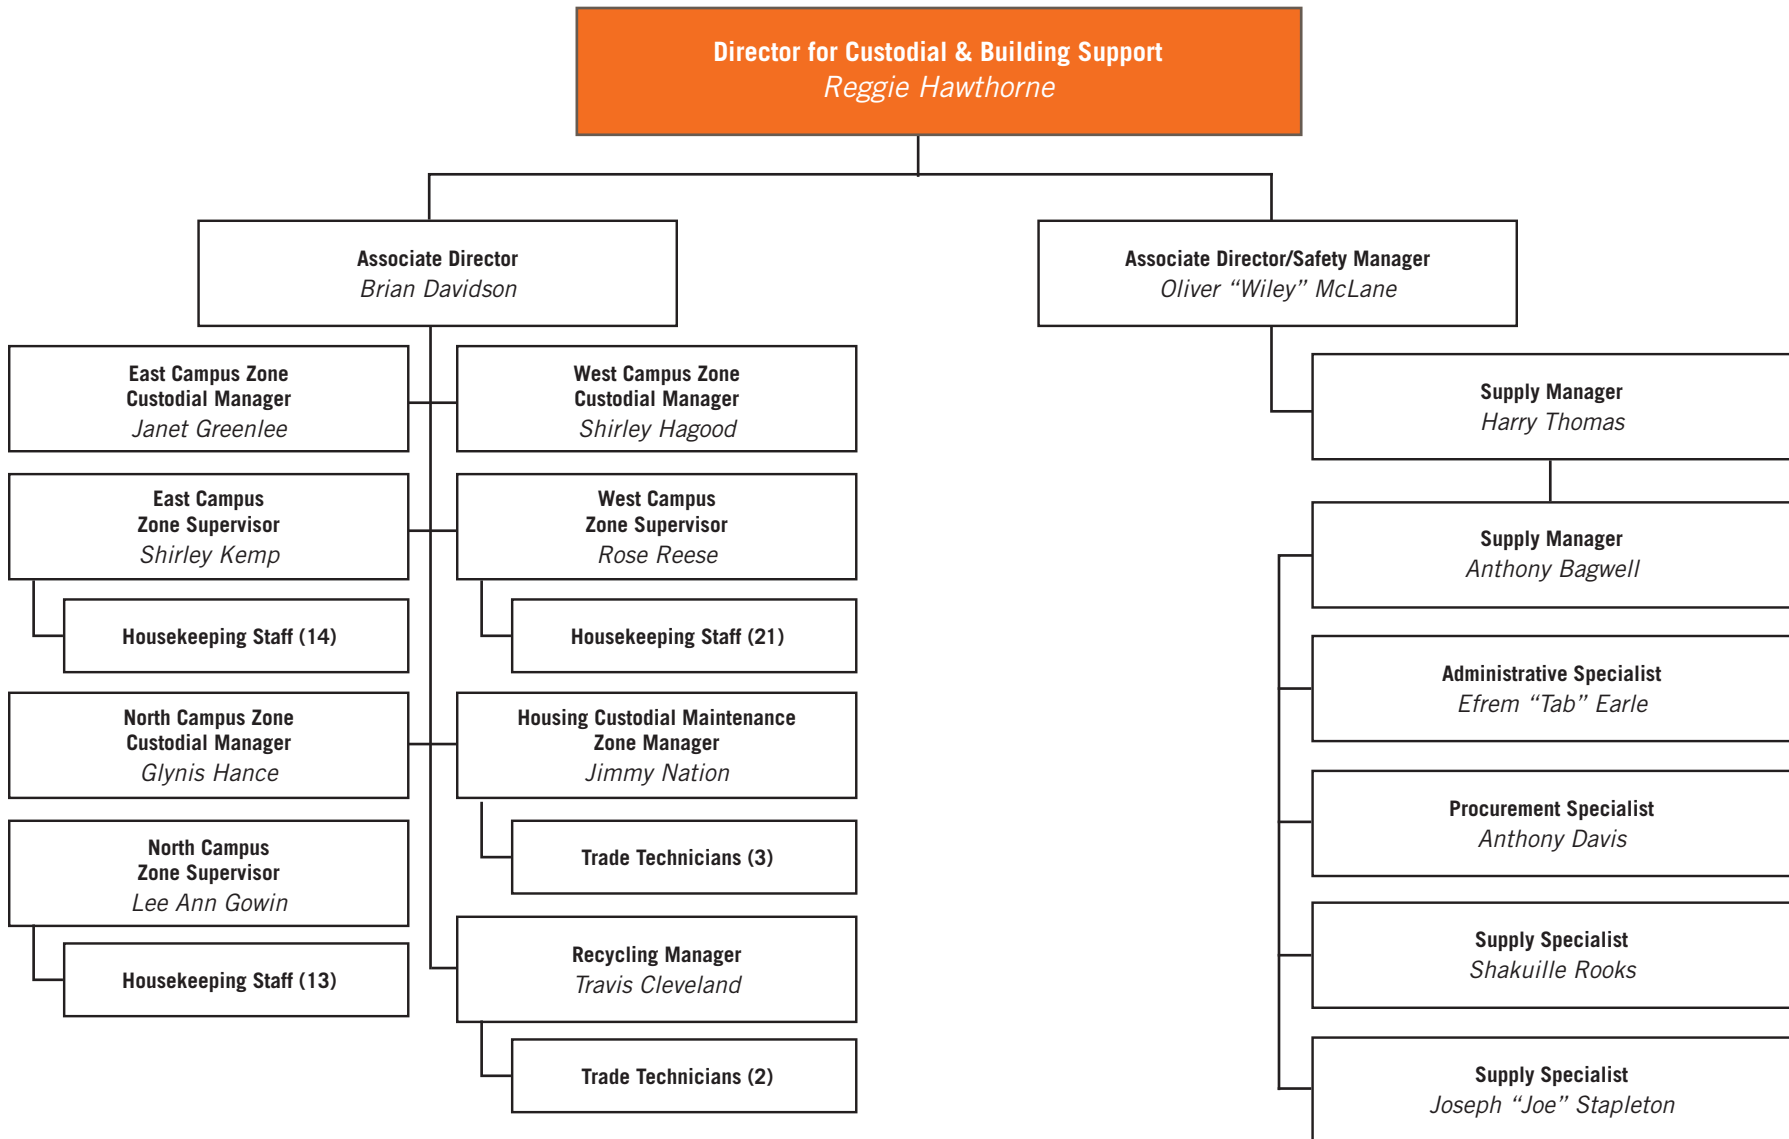 Director for Custodial & Building Support
Reggie Hawthorne
Associate Director
Brian Davidson
Associate Director/Safety Manager
Oliver “Wiley” McLane
East Campus Zone
Custodial Manager
Janet Greenlee
West Campus Zone
Custodial Manager
Shirley Hagood
East Campus
Zone Supervisor
Shirley Kemp
West Campus
Zone Supervisor
Rose Reese
Housekeeping Staff (14)
Housekeeping Staff (21)
North Campus Zone
Custodial Manager
Glynis Hance
Housing Custodial Maintenance
Zone Manager
Jimmy Nation
North Campus
Zone Supervisor
Lee Ann Gowin
Trade Technicians (3)
Housekeeping Staff (13)
Recycling Manager
Travis Cleveland
Trade Technicians (2)
Supply Manager
Harry Thomas
Supply Manager
Anthony Bagwell
Administrative Specialist
Efrem “Tab” Earle
Procurement Specialist
Anthony Davis
Supply Specialist
Shakuille Rooks
Supply Specialist
Joseph “Joe” Stapleton